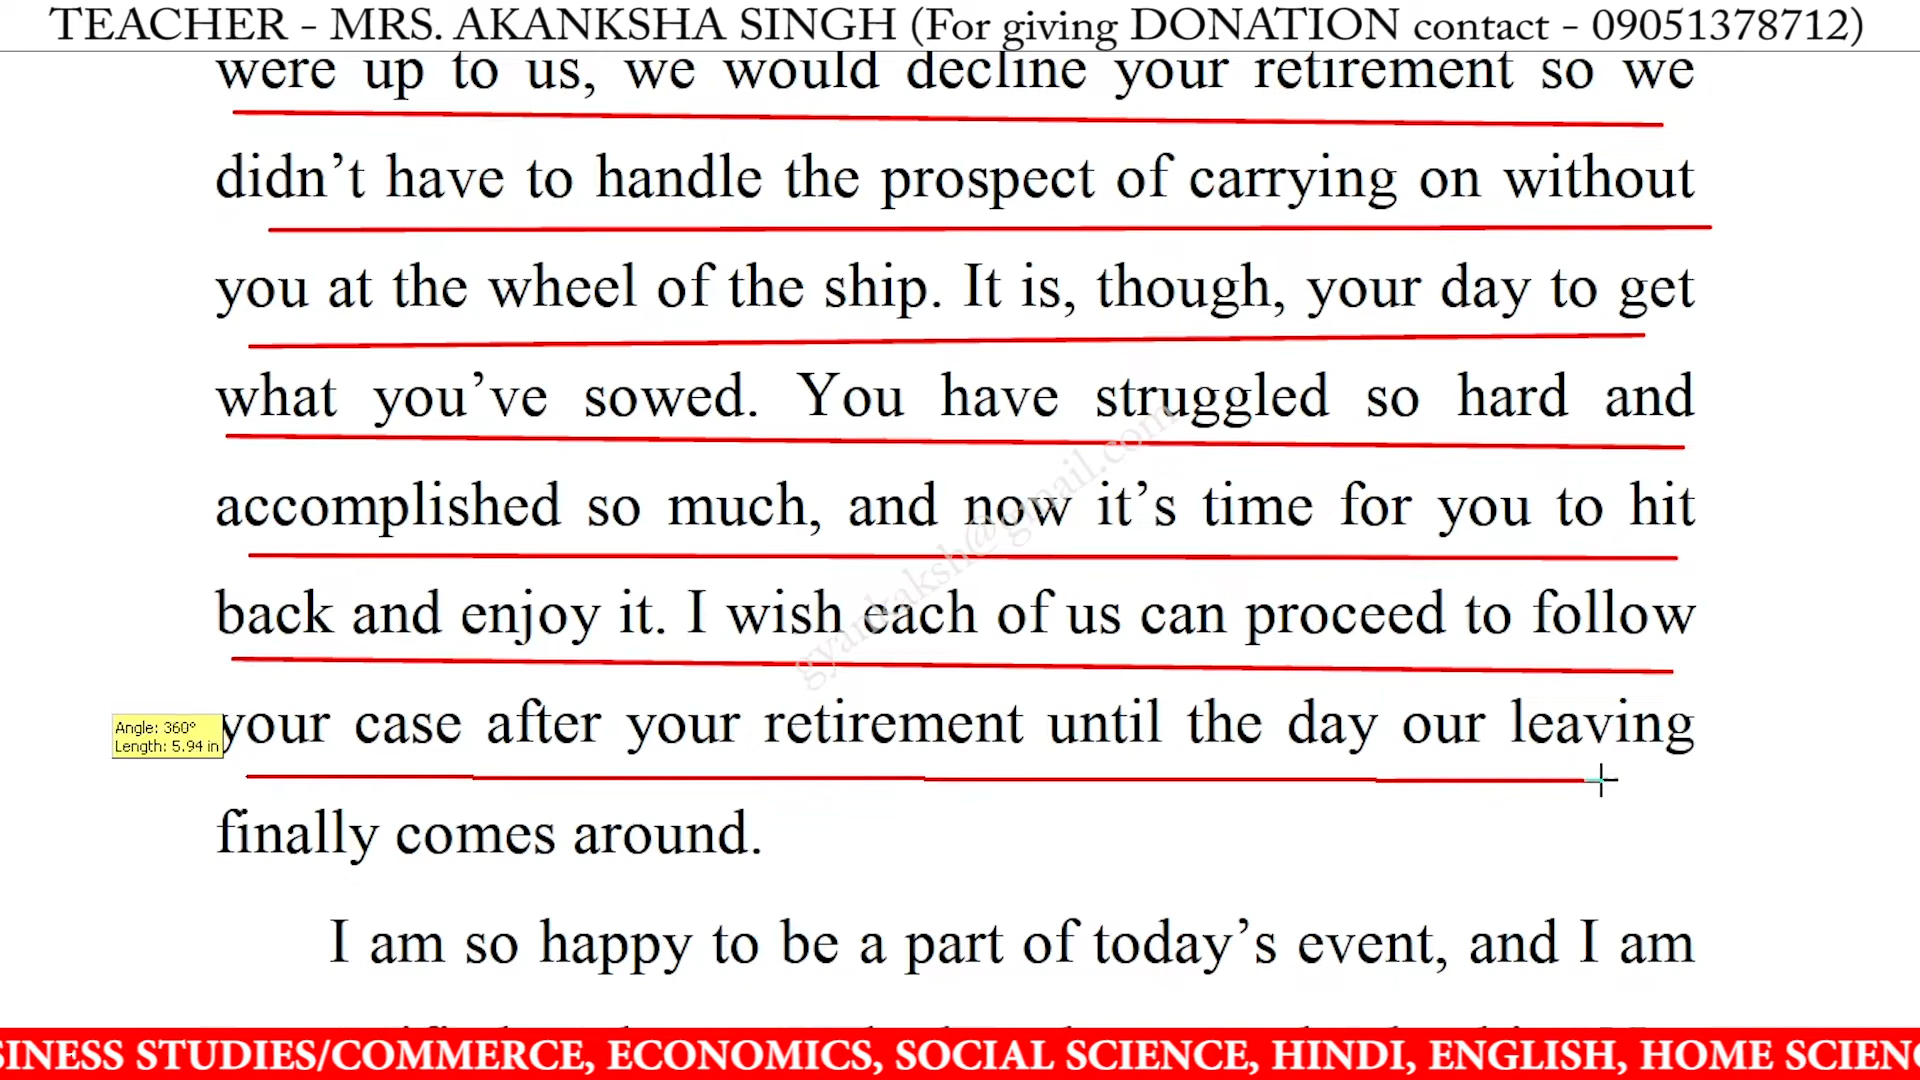 TEACHER - MRS. AKANKSHA SINGH (For giving DONATION contact - 09051378712)
were up to us, we would decline your retirement so we
didn’t have to handle the prospect of carrying on without
you at the wheel of the ship. It is, though, your day to get
what you’ve sowed. You have struggled so hard and
accomplished so much, and now it’s time for you to hit
back and enjoy it. I wish each of us can proceed to follow
your case after your retirement until the day our leaving
finally comes around.
I am so happy to be a part of today’s event, and I am
Angle: 360°
Length: 5.94 in
gyankaksh@gmail.com
SINESS STUDIES/COMMERCE, ECONOMICS, SOCIAL SCIENCE, HINDI, ENGLISH, HOME SCIENC